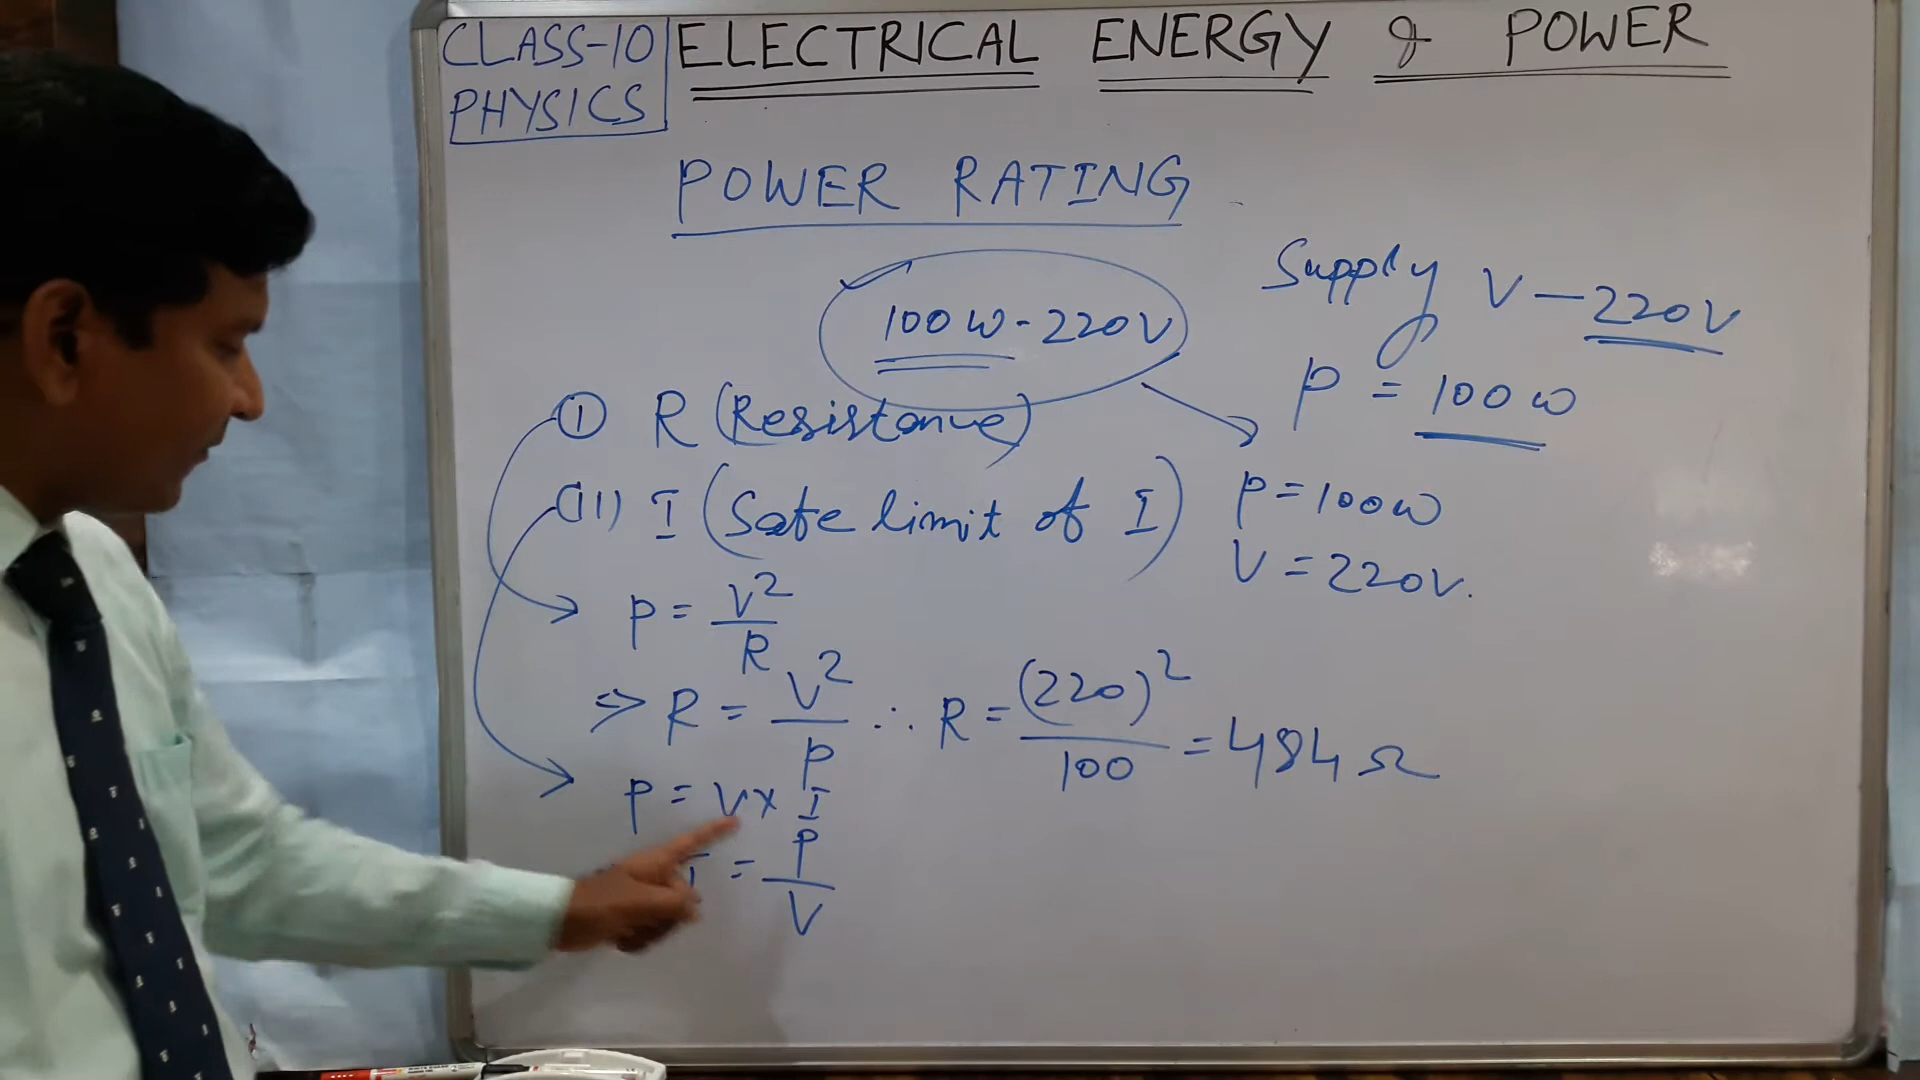 CLASS-10
PHYSICS
ELECTRICAL ENERGY & POWER
POWER RATING
100 W - 220 V
Supply V — 220 V
P = 100 W
① R (Resistance)
(ii) I (Safe limit of I)
P = 100 W
V = 220 V.
P = V²/R
⇒ R = V²/P ∴ R = (220)²/100 = 484 Ω
P = V × I
I = P/V